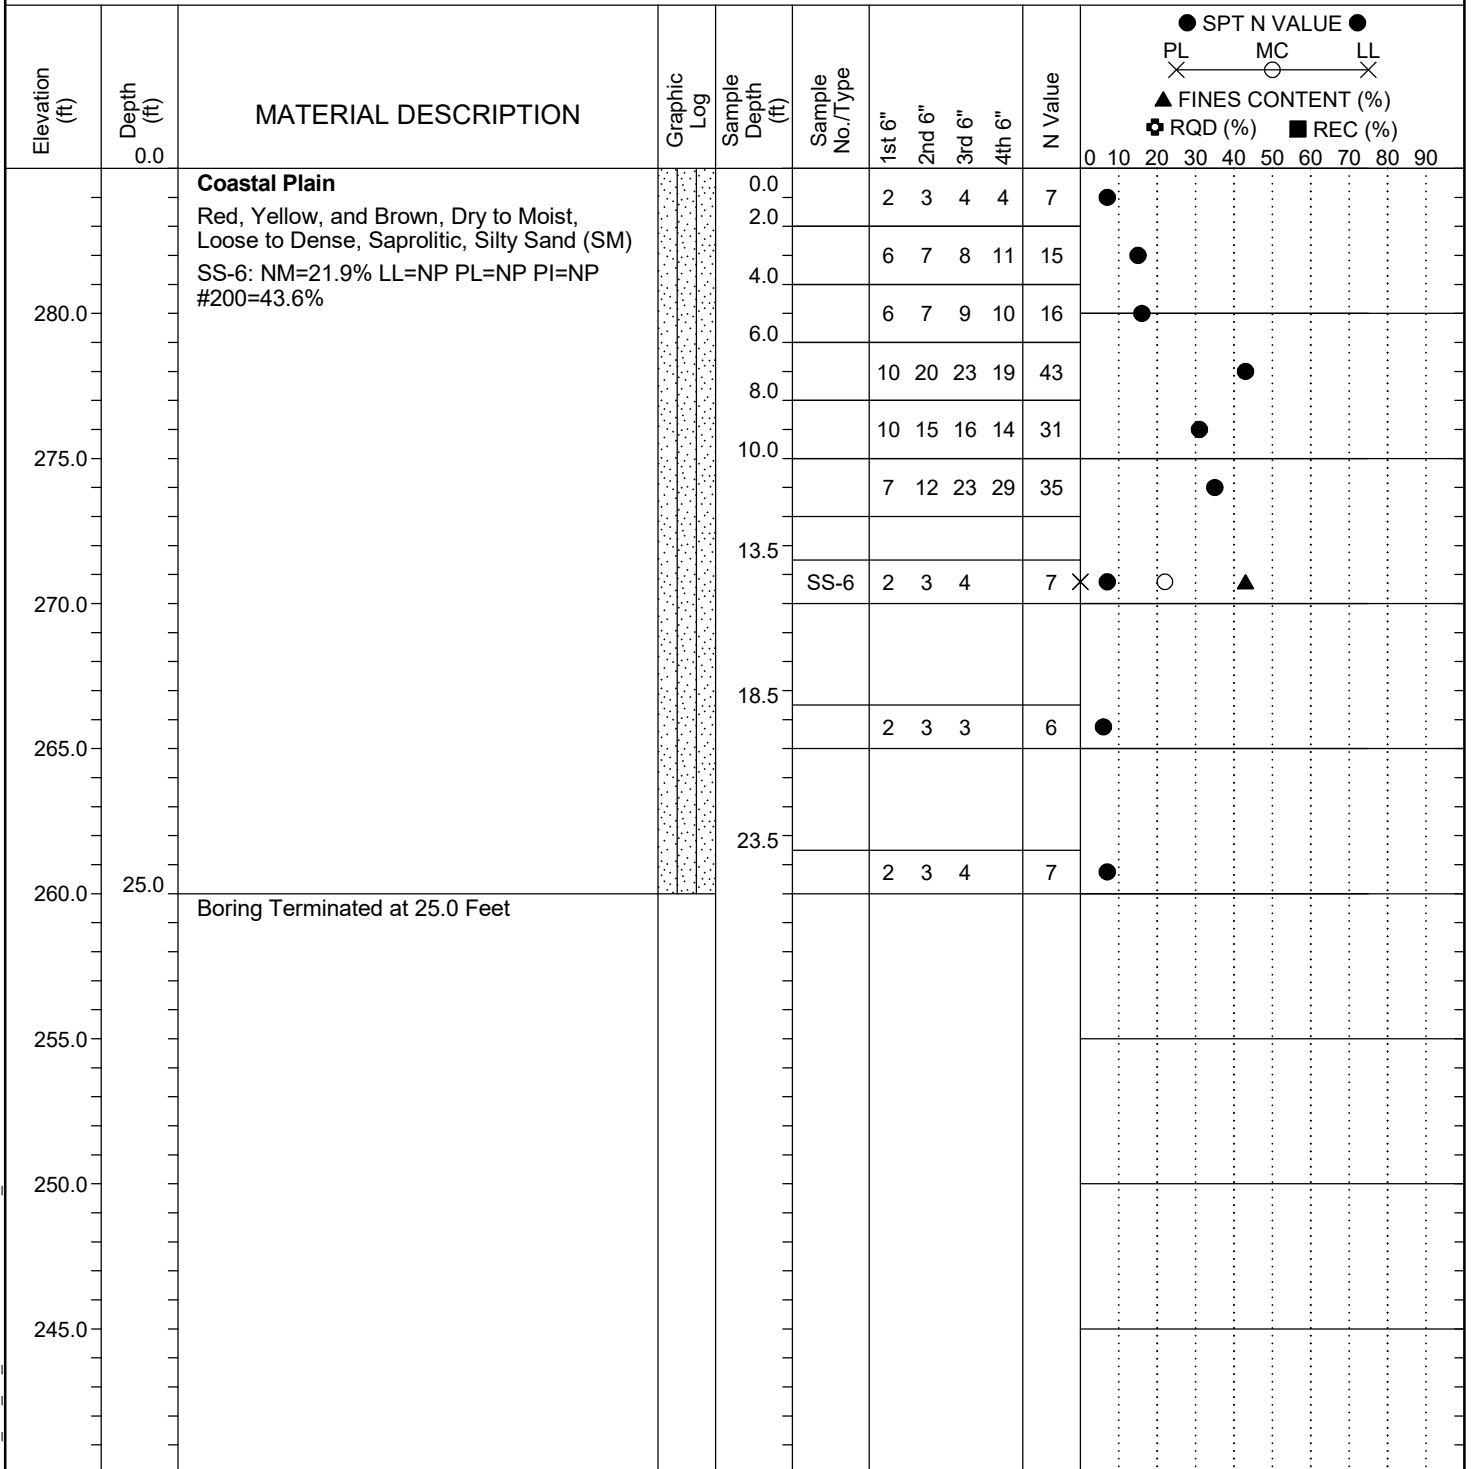 Elevation (ft)
Depth (ft)
0.0
MATERIAL DESCRIPTION
Graphic Log
Sample Depth (ft)
Sample No./Type
1st 6"
2nd 6"
3rd 6"
4th 6"
N Value
● SPT N VALUE ●
PL MC LL
▲ FINES CONTENT (%)
RQD (%) ■ REC (%)
0 10 20 30 40 50 60 70 80 90
Coastal Plain
Red, Yellow, and Brown, Dry to Moist,
Loose to Dense, Saprolitic, Silty Sand (SM)
SS-6: NM=21.9% LL=NP PL=NP PI=NP
#200=43.6%
0.0
2 3 4 4 7
2.0
6 7 8 11 15
4.0
280.0
6 7 9 10 16
6.0
10 20 23 19 43
8.0
10 15 16 14 31
10.0
275.0
7 12 23 29 35
13.5
SS-6 2 3 4 7
270.0
18.5
2 3 3 6
265.0
23.5
2 3 4 7
25.0
260.0
Boring Terminated at 25.0 Feet
255.0
250.0
245.0